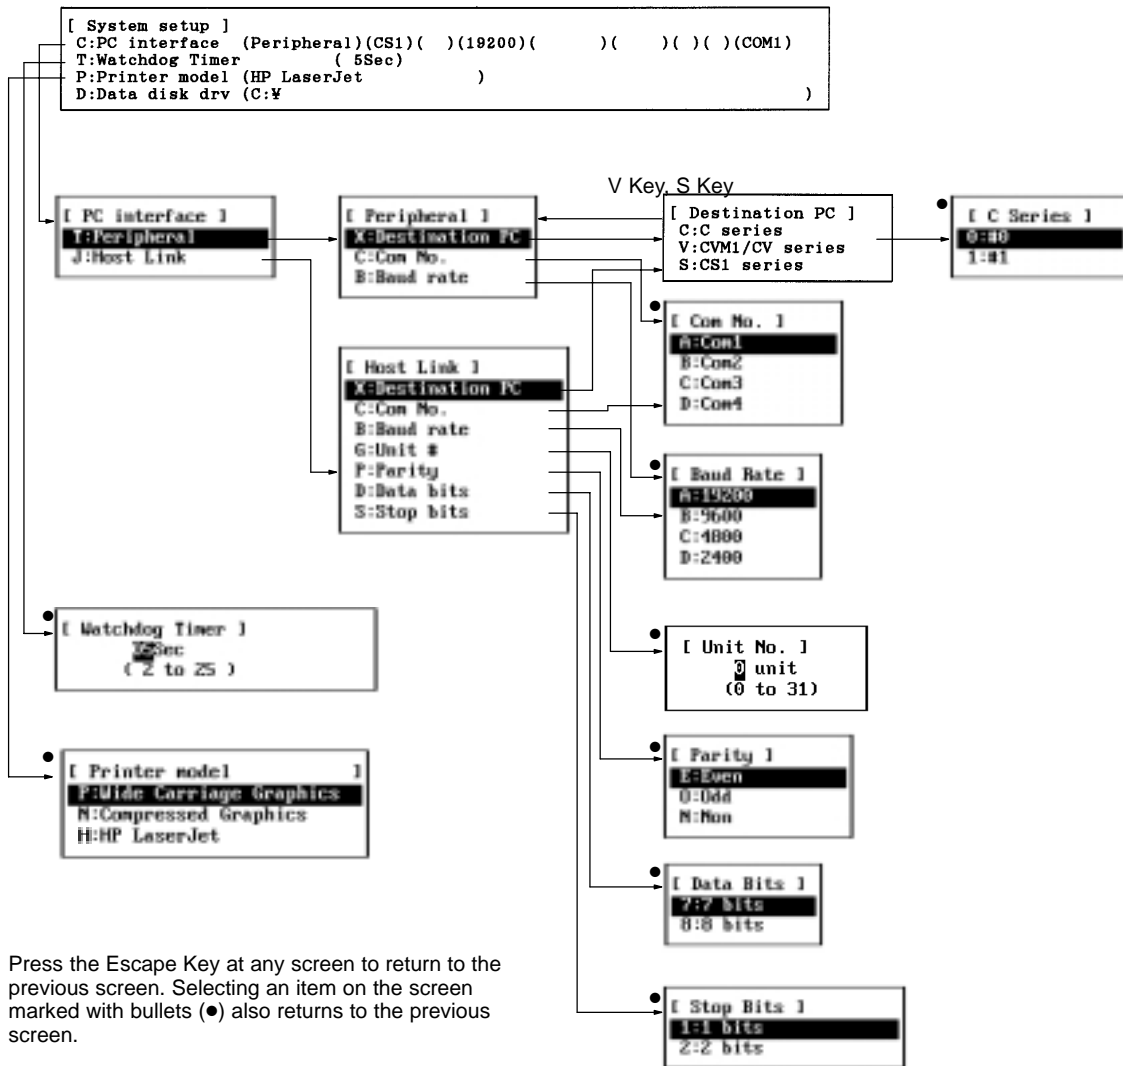 [ System setup ]
C:PC interface (Peripheral)(CS1)( )(19200)( )( )( )( )(COM1)
T:Watchdog Timer ( 5Sec)
P:Printer model (HP LaserJet )
D:Data disk drv (C:¥ )
V Key, S Key
[ PC interface ]
T:Peripheral
J:Host Link
[ Peripheral ]
X:Destination PC
C:Com No.
B:Baud rate
[ Destination PC ]
C:C series
V:CVM1/CV series
S:CS1 series
● [ C Series ]
0:#0
1:#1
● [ Com No. ]
A:Com1
B:Com2
C:Com3
D:Com4
[ Host Link ]
X:Destination PC
C:Com No.
B:Baud rate
G:Unit #
P:Parity
D:Data bits
S:Stop bits
● [ Baud Rate ]
A:19200
B:9600
C:4800
D:2400
● [ Watchdog Timer ]
Sec
( 2 to 25 )
● [ Unit No. ]
0 unit
(0 to 31)
● [ Printer model ]
P:Wide Carriage Graphics
N:Compressed Graphics
H:HP LaserJet
● [ Parity ]
E:Even
O:Odd
N:Non
● [ Data Bits ]
7:7 bits
8:8 bits
● [ Stop Bits ]
1:1 bits
2:2 bits
Press the Escape Key at any screen to return to the
previous screen. Selecting an item on the screen
marked with bullets (●) also returns to the previous
screen.